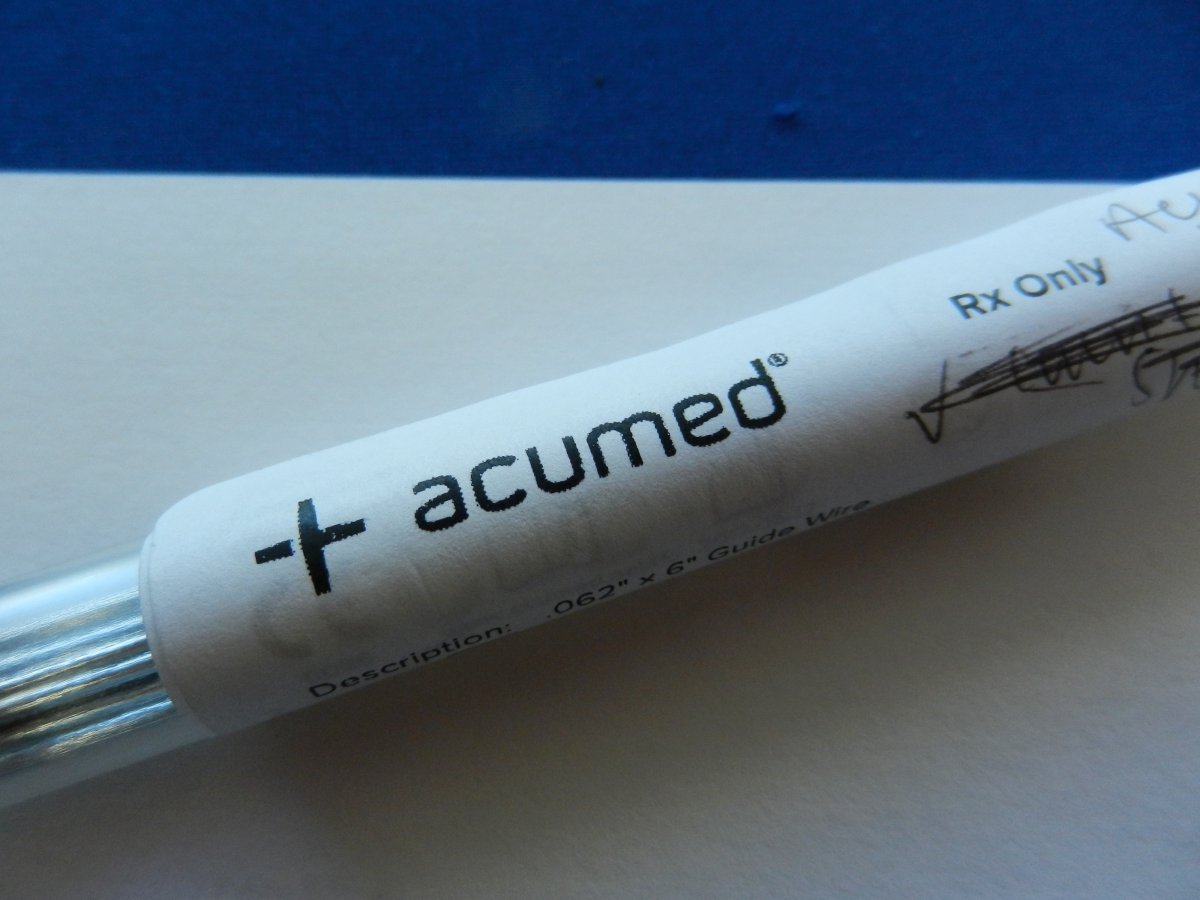 Rx Only
acumed®
Description: .062" x 6" Guide Wire